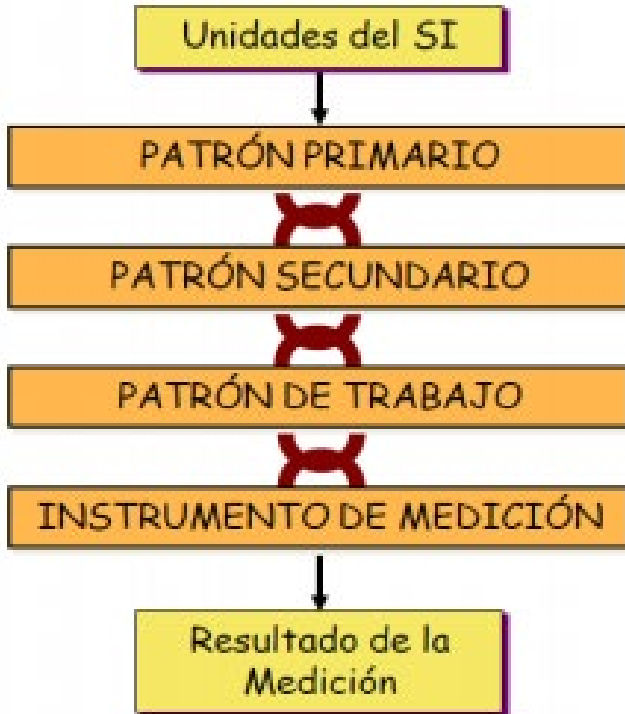 Unidades del SI
PATRÓN PRIMARIO
PATRÓN SECUNDARIO
PATRÓN DE TRABAJO
INSTRUMENTO DE MEDICIÓN
Resultado de la
Medición